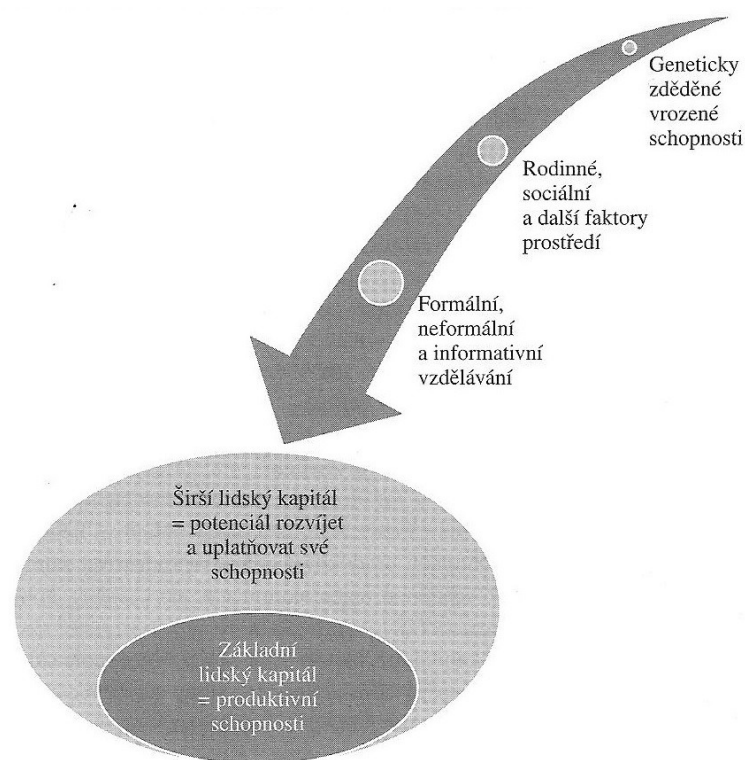 Geneticky
zděděné
vrozené
schopnosti
Rodinné,
sociální
a další faktory
prostředí
Formální,
neformální
a informativní
vzdělávání
Širší lidský kapitál
= potenciál rozvíjet
a uplatňovat své
schopnosti
Základní
lidský kapitál
= produktivní
schopnosti